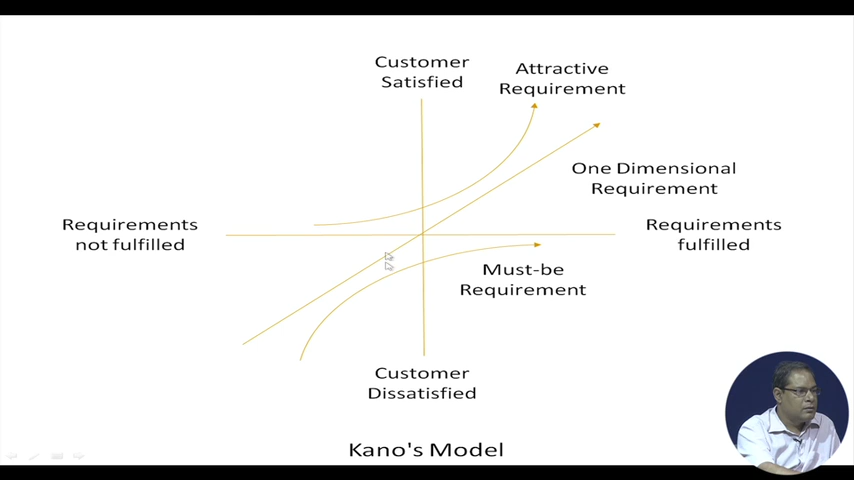 Customer
Satisfied
Attractive
Requirement
One Dimensional
Requirement
Requirements
not fulfilled
Requirements
fulfilled
Must-be
Requirement
Customer
Dissatisfied
Kano's Model